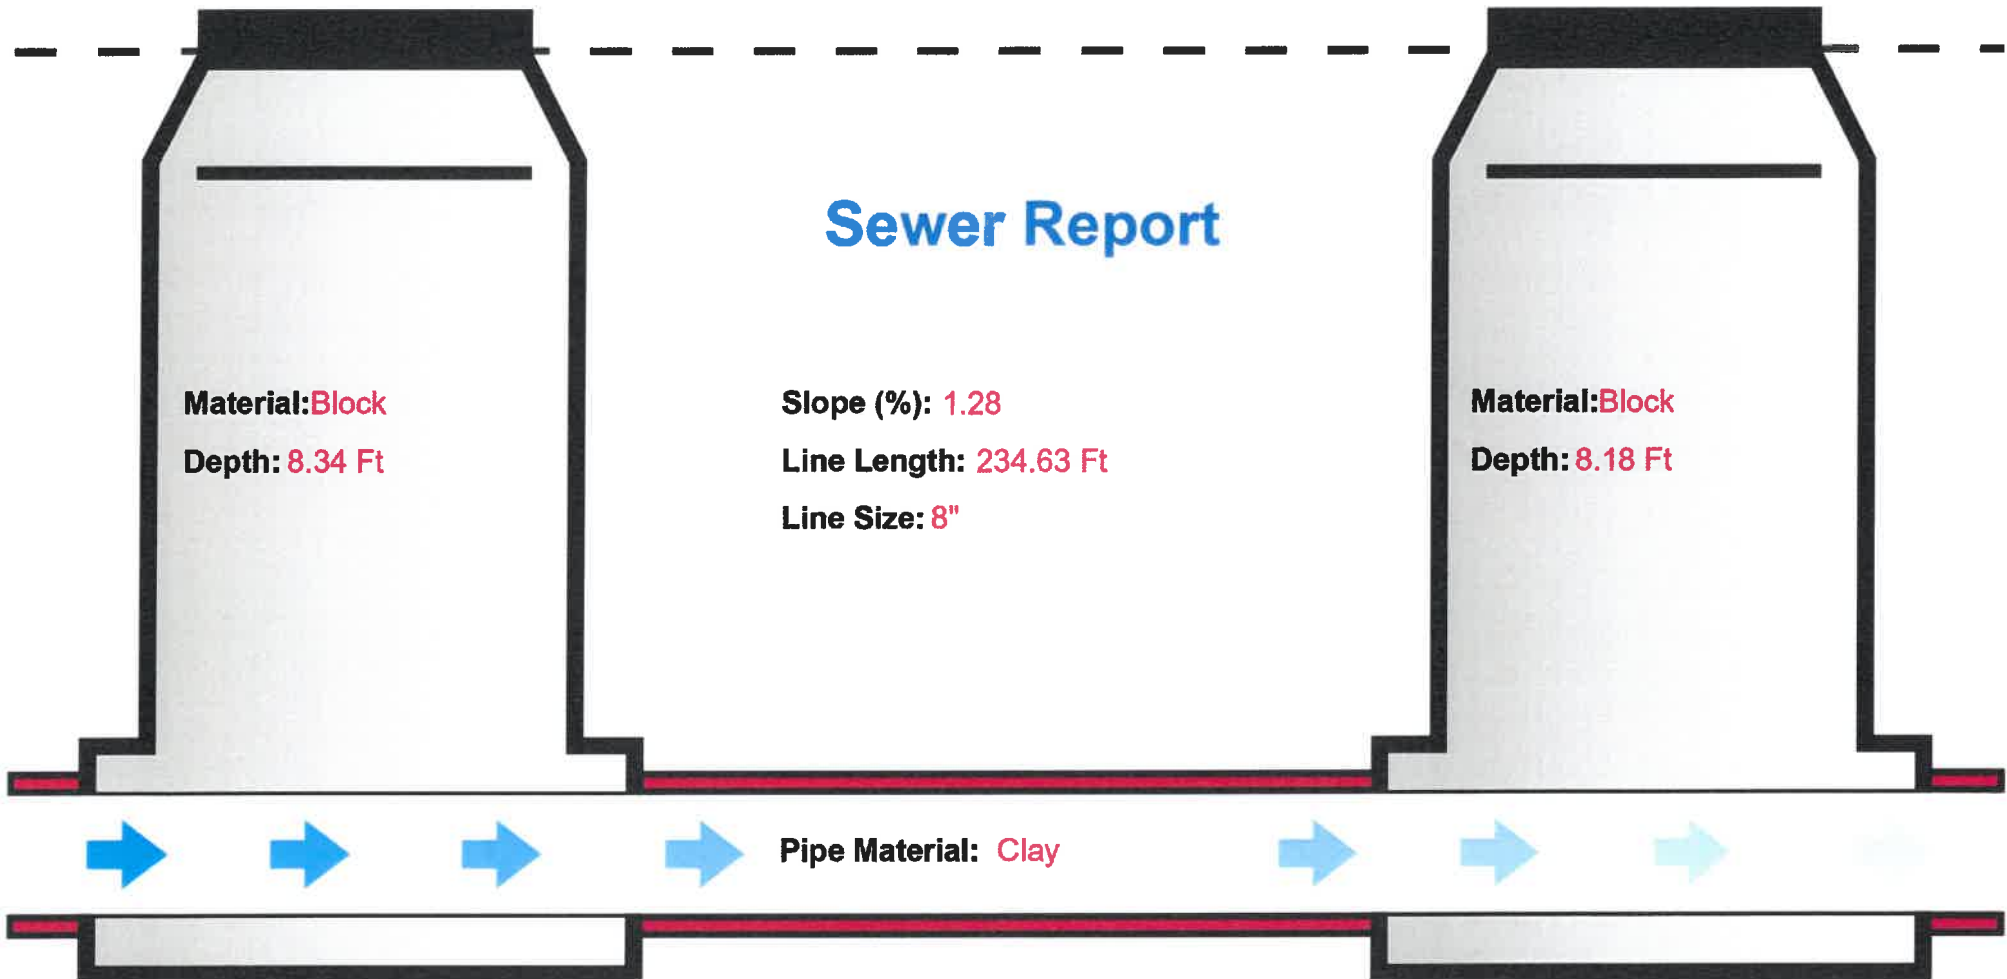 Sewer Report
Material:Block
Depth: 8.34 Ft
Slope (%): 1.28
Line Length: 234.63 Ft
Line Size: 8"
Material:Block
Depth: 8.18 Ft
Pipe Material: Clay